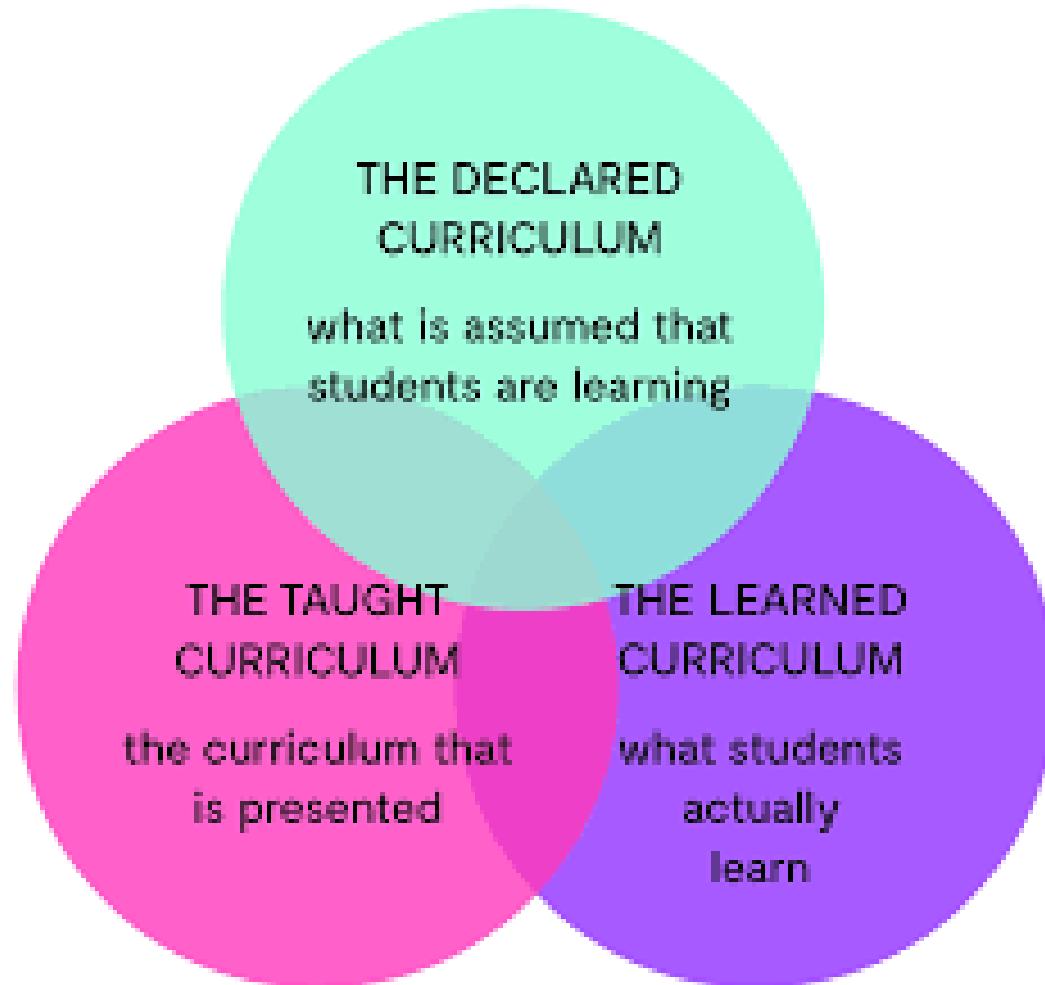 THE DECLARED
CURRICULUM
what is assumed that
students are learning
THE TAUGHT
CURRICULUM
the curriculum that
is presented
THE LEARNED
CURRICULUM
what students
actually
learn